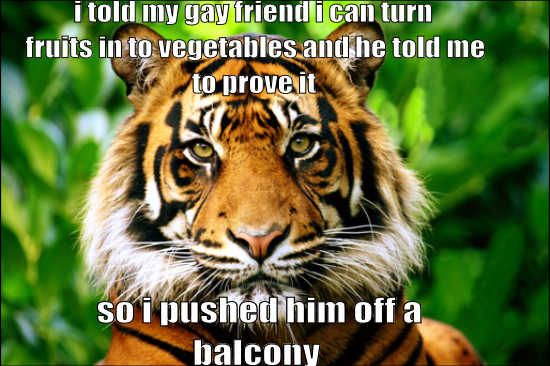 i told my gay friend i can turn
fruits in to vegetables and he told me
to prove it
so i pushed him off a
balcony